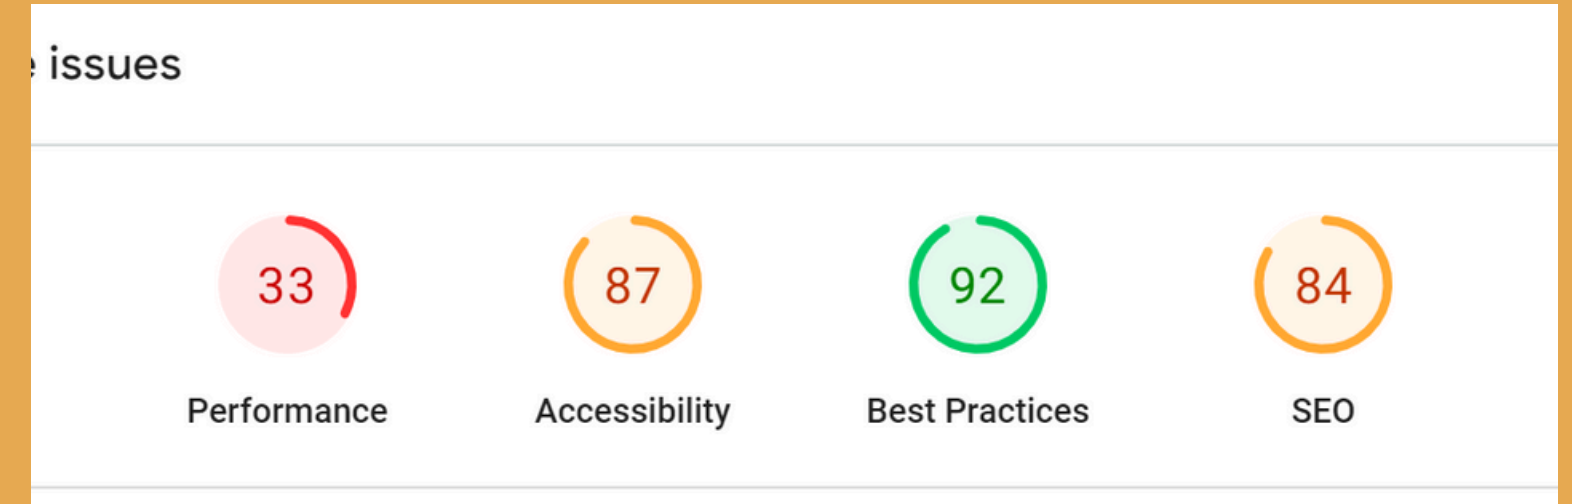 issues
33
87
92
84
Performance
Accessibility
Best Practices
SEO